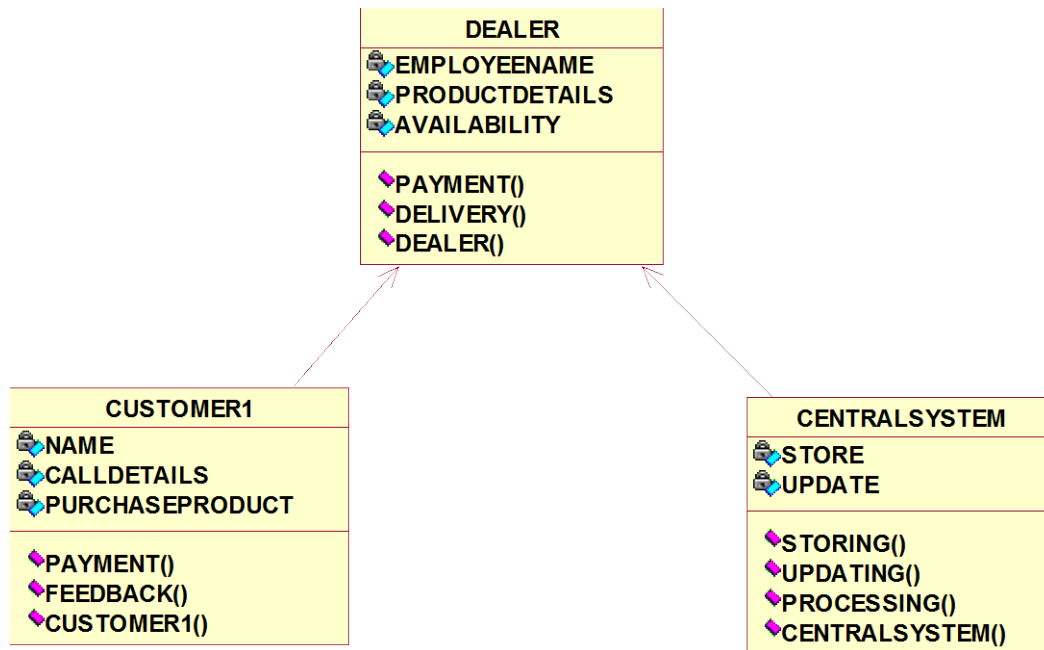 DEALER
EMPLOYEENAME
PRODUCTDETAILS
AVAILABILITY
PAYMENT()
DELIVERY()
DEALER()
CUSTOMER1
NAME
CALLDETAILS
PURCHASEPRODUCT
PAYMENT()
FEEDBACK()
CUSTOMER1()
CENTRALSYSTEM
STORE
UPDATE
STORING()
UPDATING()
PROCESSING()
CENTRALSYSTEM()